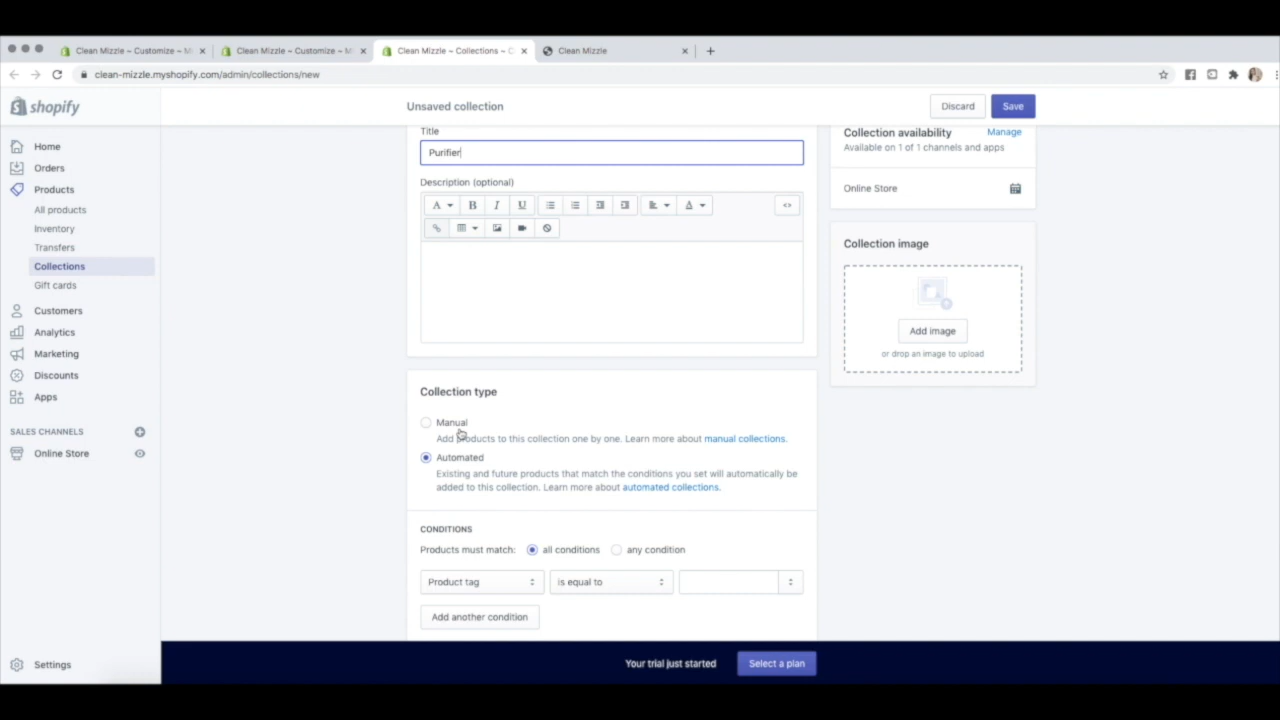 Clean Mizzle ~ Customize ~ M
Clean Mizzle ~ Customize ~ M
Clean Mizzle ~ Collections ~ C
Clean Mizzle
clean-mizzle.myshopify.com/admin/collections/new
shopify
Unsaved collection
Discard
Save
Home
Orders
Products
All products
Inventory
Transfers
Collections
Gift cards
Customers
Analytics
Marketing
Discounts
Apps
SALES CHANNELS
Online Store
Settings
Title
Purifier
Description (optional)
A
B
I
U
A
<>
Collection type
Manual
Add products to this collection one by one. Learn more about manual collections.
Automated
Existing and future products that match the conditions you set will automatically be
added to this collection. Learn more about automated collections.
CONDITIONS
Products must match: all conditions any condition
Product tag is equal to
Add another condition
Collection availability Manage
Available on 1 of 1 channels and apps
Online Store
Collection image
Add image
or drop an image to upload
Your trial just started Select a plan